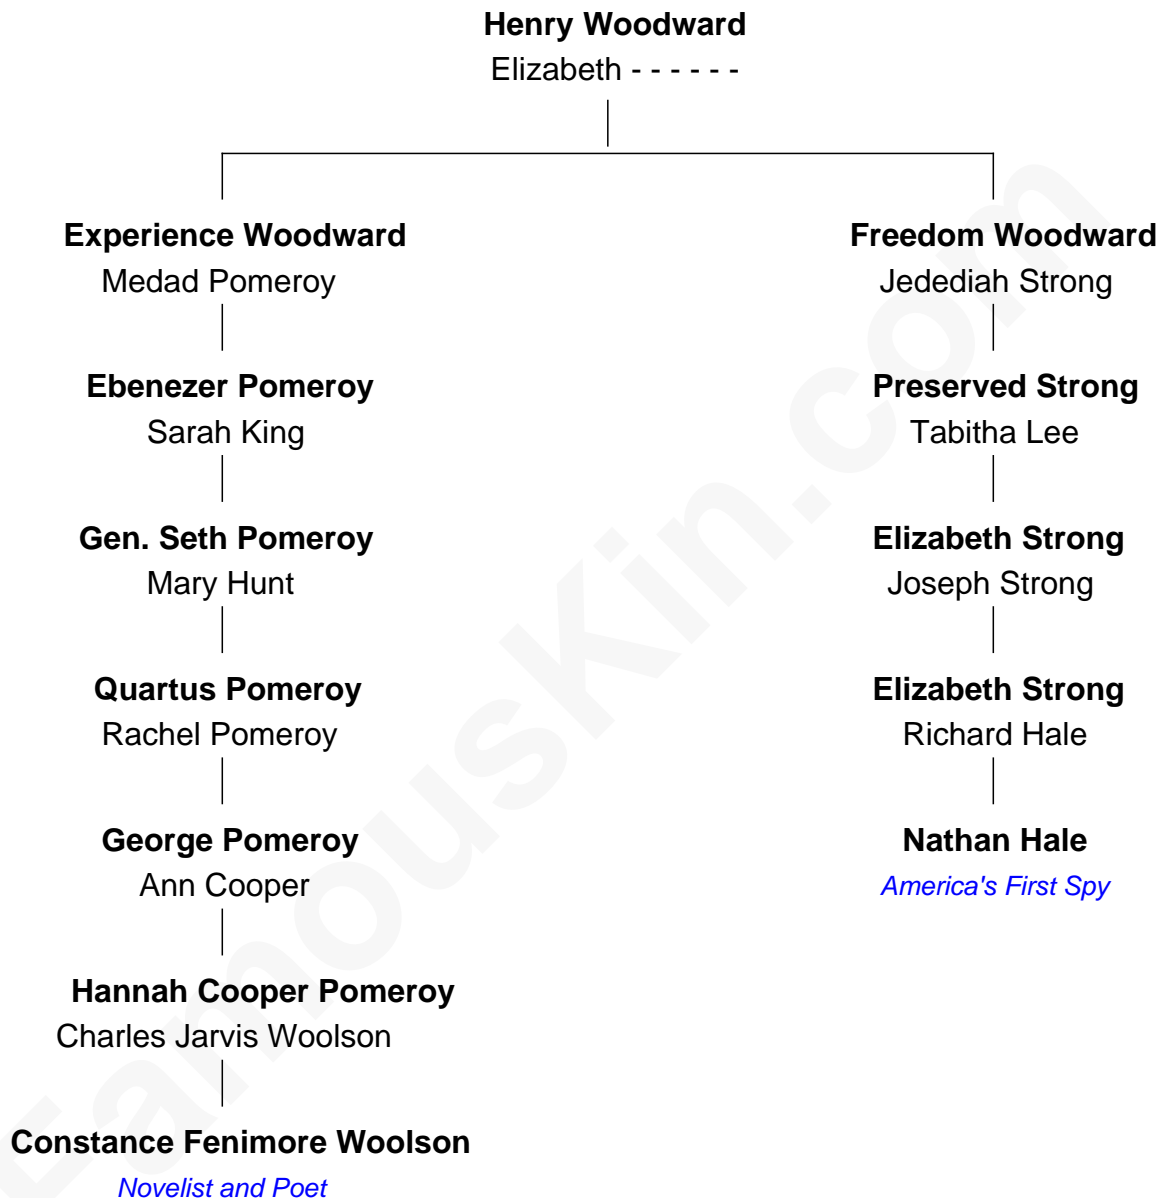 Henry Woodward
Elizabeth - - - - - -
Experience Woodward
Medad Pomeroy
Freedom Woodward
Jedediah Strong
Ebenezer Pomeroy
Sarah King
Preserved Strong
Tabitha Lee
Gen. Seth Pomeroy
Mary Hunt
Elizabeth Strong
Joseph Strong
Quartus Pomeroy
Rachel Pomeroy
Elizabeth Strong
Richard Hale
George Pomeroy
Ann Cooper
Nathan Hale
America's First Spy
Hannah Cooper Pomeroy
Charles Jarvis Woolson
Constance Fenimore Woolson
Novelist and Poet
FamousKin.com